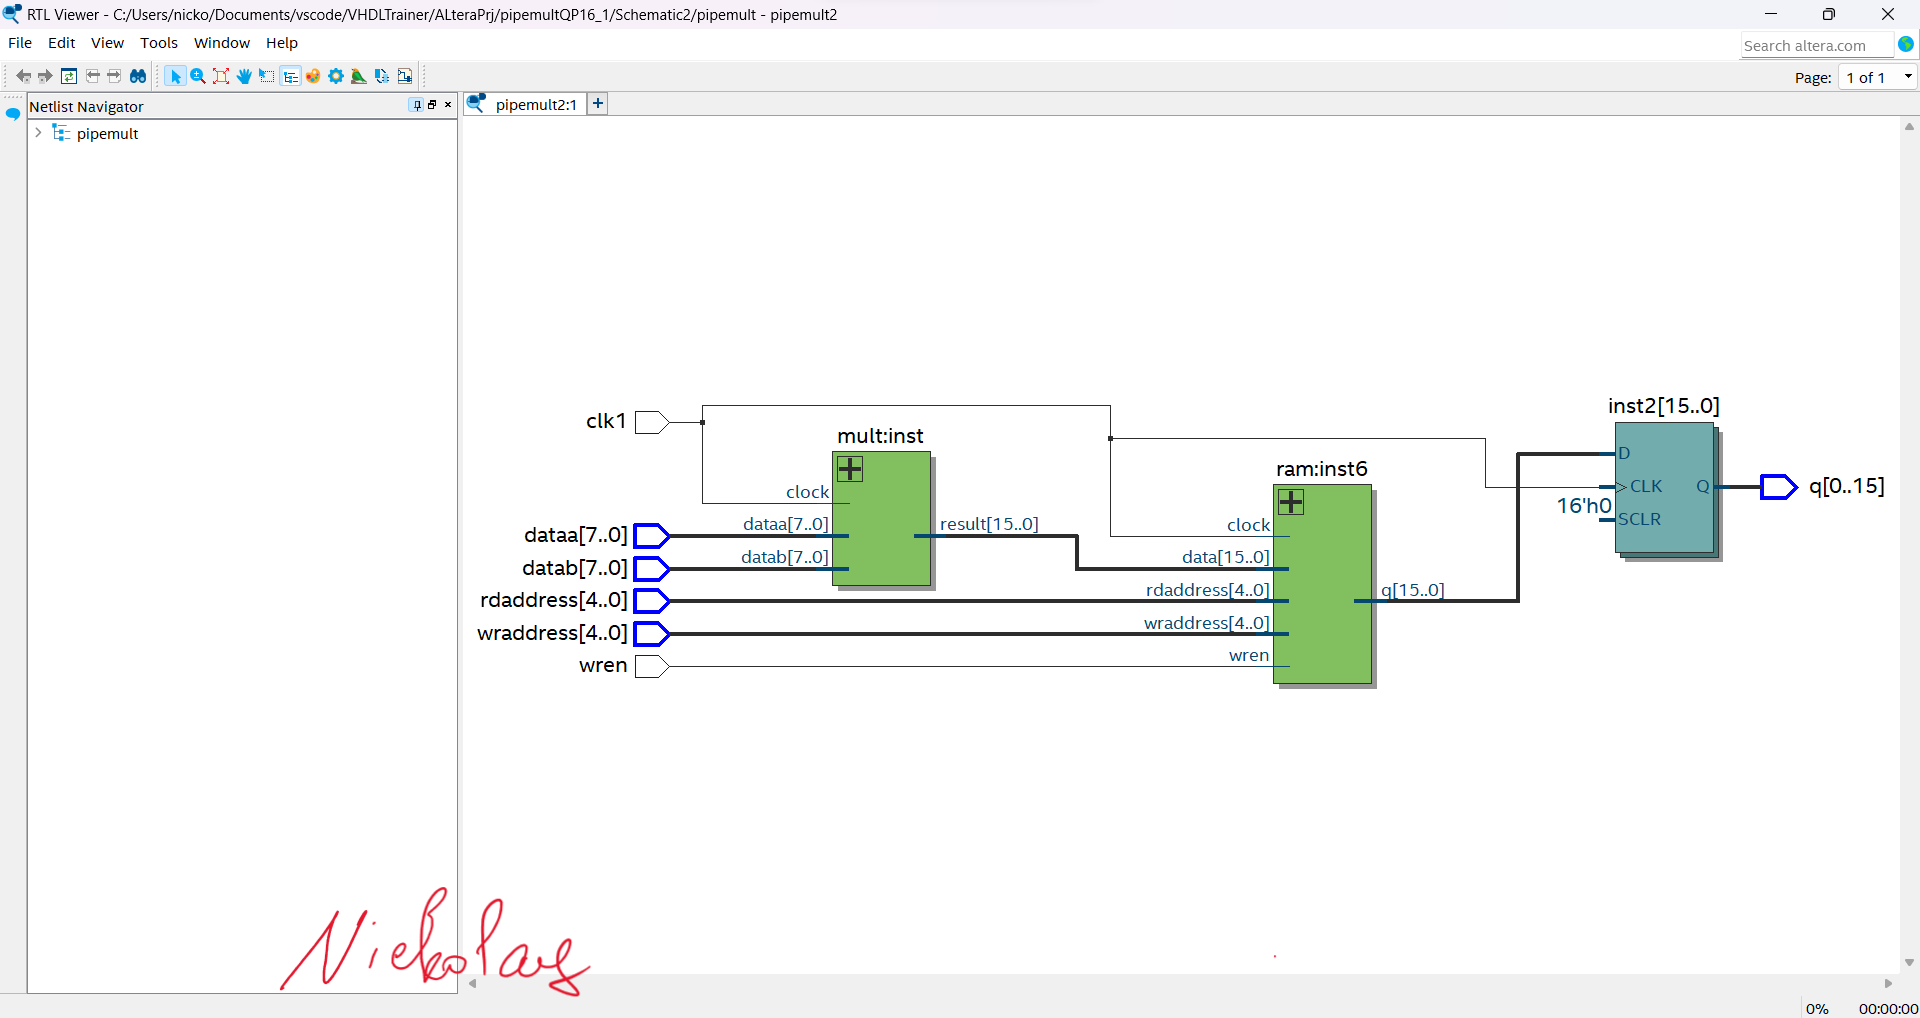 RTL Viewer - C:/Users/nicko/Documents/vscode/VHDLTrainer/ALteraPrj/pipemultQP16_1/Schematic2/pipemult - pipemult2
File Edit View Tools Window Help
Search altera.com
Page: 1 of 1
Netlist Navigator
pipemult2:1
pipemult
inst2[15..0]
clk1
mult:inst
D
ram:inst6
CLK Q
q[0..15]
clock
16'h0
SCLR
dataa[7..0]
dataa[7..0]
result[15..0]
clock
datab[7..0]
datab[7..0]
data[15..0]
rdaddress[4..0]
rdaddress[4..0]
q[15..0]
wraddress[4..0]
wraddress[4..0]
wren
wren
Nickolay
0% 00:00:00